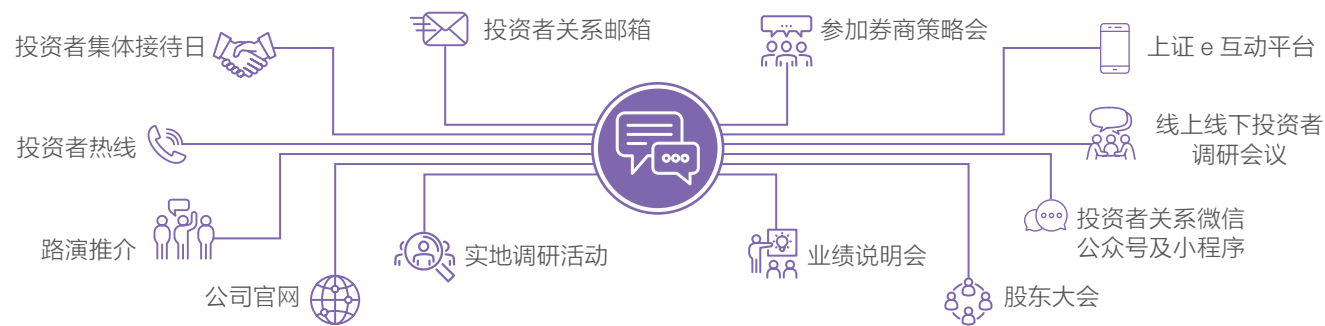 投资者集体接待日
投资者关系邮箱
参加券商策略会
上证 e 互动平台
投资者热线
线上线下投资者
调研会议
路演推介
实地调研活动
业绩说明会
投资者关系微信
公众号及小程序
公司官网
股东大会